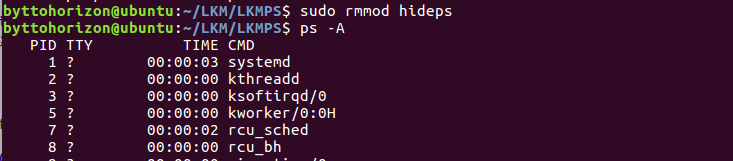 byttohorizon@ubuntu:~/LKM/LKMPS$ sudo rmmod hideps
byttohorizon@ubuntu:~/LKM/LKMPS$ ps -A
PID TTY TIME CMD
1 ? 00:00:03 systemd
2 ? 00:00:00 kthreadd
3 ? 00:00:00 ksoftirqd/0
5 ? 00:00:00 kworker/0:0H
7 ? 00:00:02 rcu_sched
8 ? 00:00:00 rcu_bh